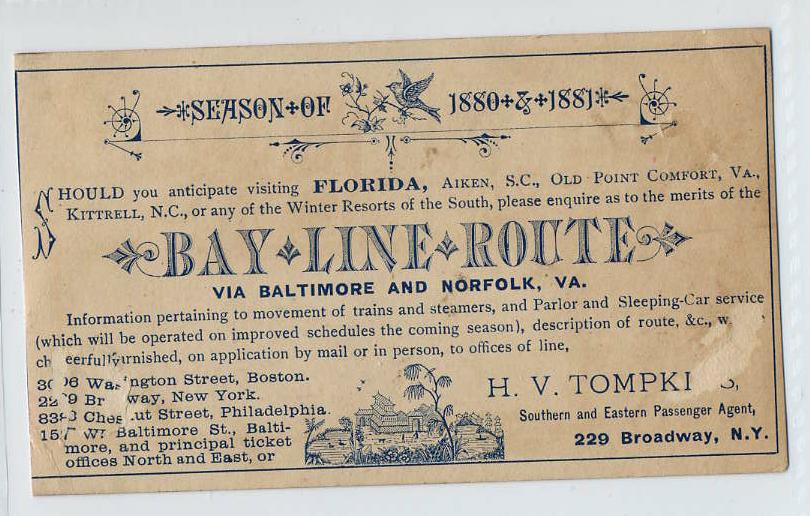 SEASON OF 1880 & 1881
SHOULD you anticipate visiting FLORIDA, AIKEN, S.C., OLD POINT COMFORT, VA.,
KITTRELL, N.C., or any of the Winter Resorts of the South, please enquire as to the merits of the
BAY LINE ROUTE
VIA BALTIMORE AND NORFOLK, VA.
Information pertaining to movement of trains and steamers, and Parlor and Sleeping-Car service
(which will be operated on improved schedules the coming season), description of route, &c.,
on application by mail or in person, to offices of line,
Street, Boston.
New York.
Street, Philadelphia.
Baltimore St., Balti-
more, and principal ticket
offices North and East, or
H. V.
Southern and Eastern Passenger Agent,
229 Broadway, N.Y.